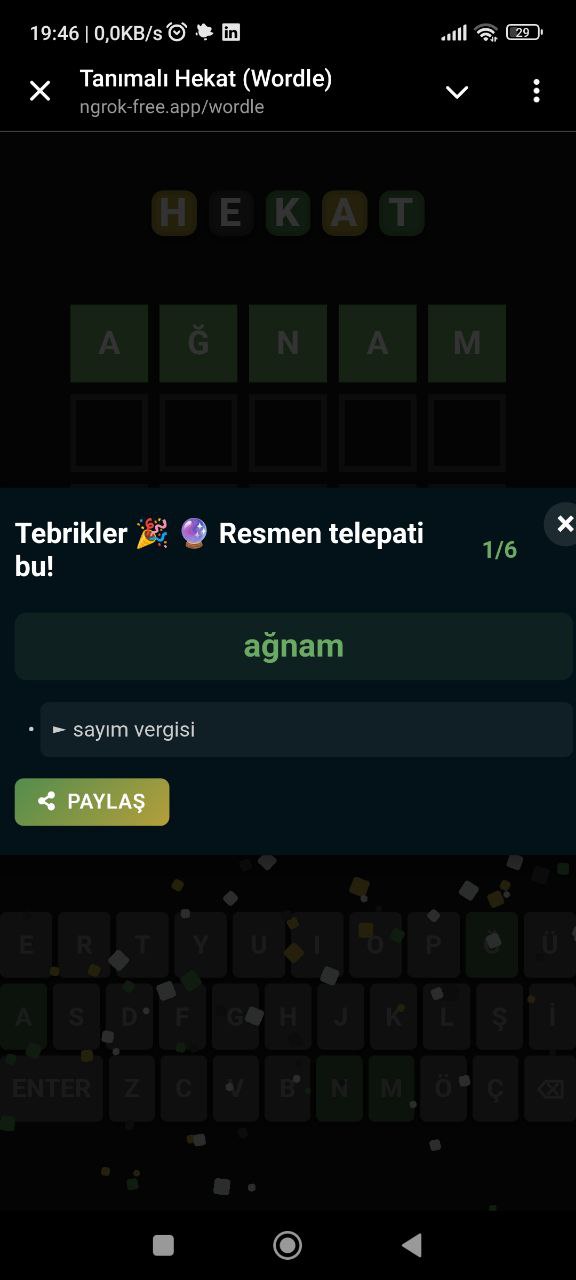 19:46 | 0,0KB/s
29
Tanımalı Hekat (Wordle)
ngrok-free.app/wordle
H E K A T
A Ğ N A M
Tebrikler 🎉 🔮 Resmen telepati
bu!
1/6
ağnam
• ► sayım vergisi
PAYLAŞ
E R T Y U I O P Ğ Ü
A S D F G H J K L Ş İ
ENTER Z C V B N M Ö Ç